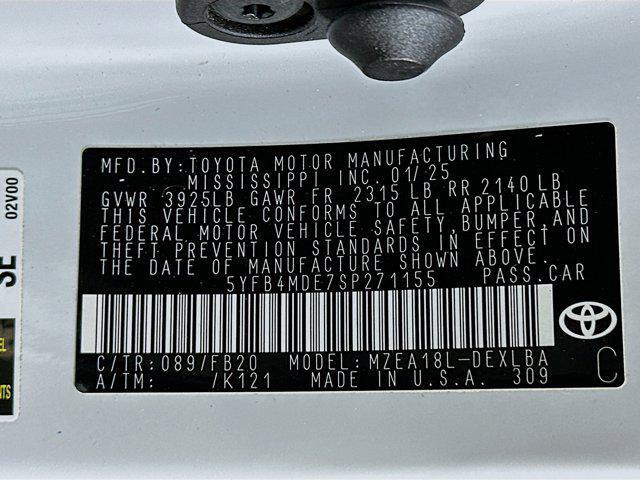 MFD.BY: TOYOTA MOTOR MANUFACTURING
MISSISSIPPI INC. 01/25
GVWR 3925LB GAWR FR 2315 LB RR 2140 LB
THIS VEHICLE CONFORMS TO ALL APPLICABLE
FEDERAL MOTOR VEHICLE SAFETY, BUMPER, AND
THEFT PREVENTION STANDARDS IN EFFECT ON
THE DATE OF MANUFACTURE SHOWN ABOVE.
5YFB4MDE7SP271155 PASS.CAR
C/TR: 089/FB20 MODEL: MZEA18L-DEXLBA
A/TM: /K121 MADE IN U.S.A. 309
C
SE
02V00